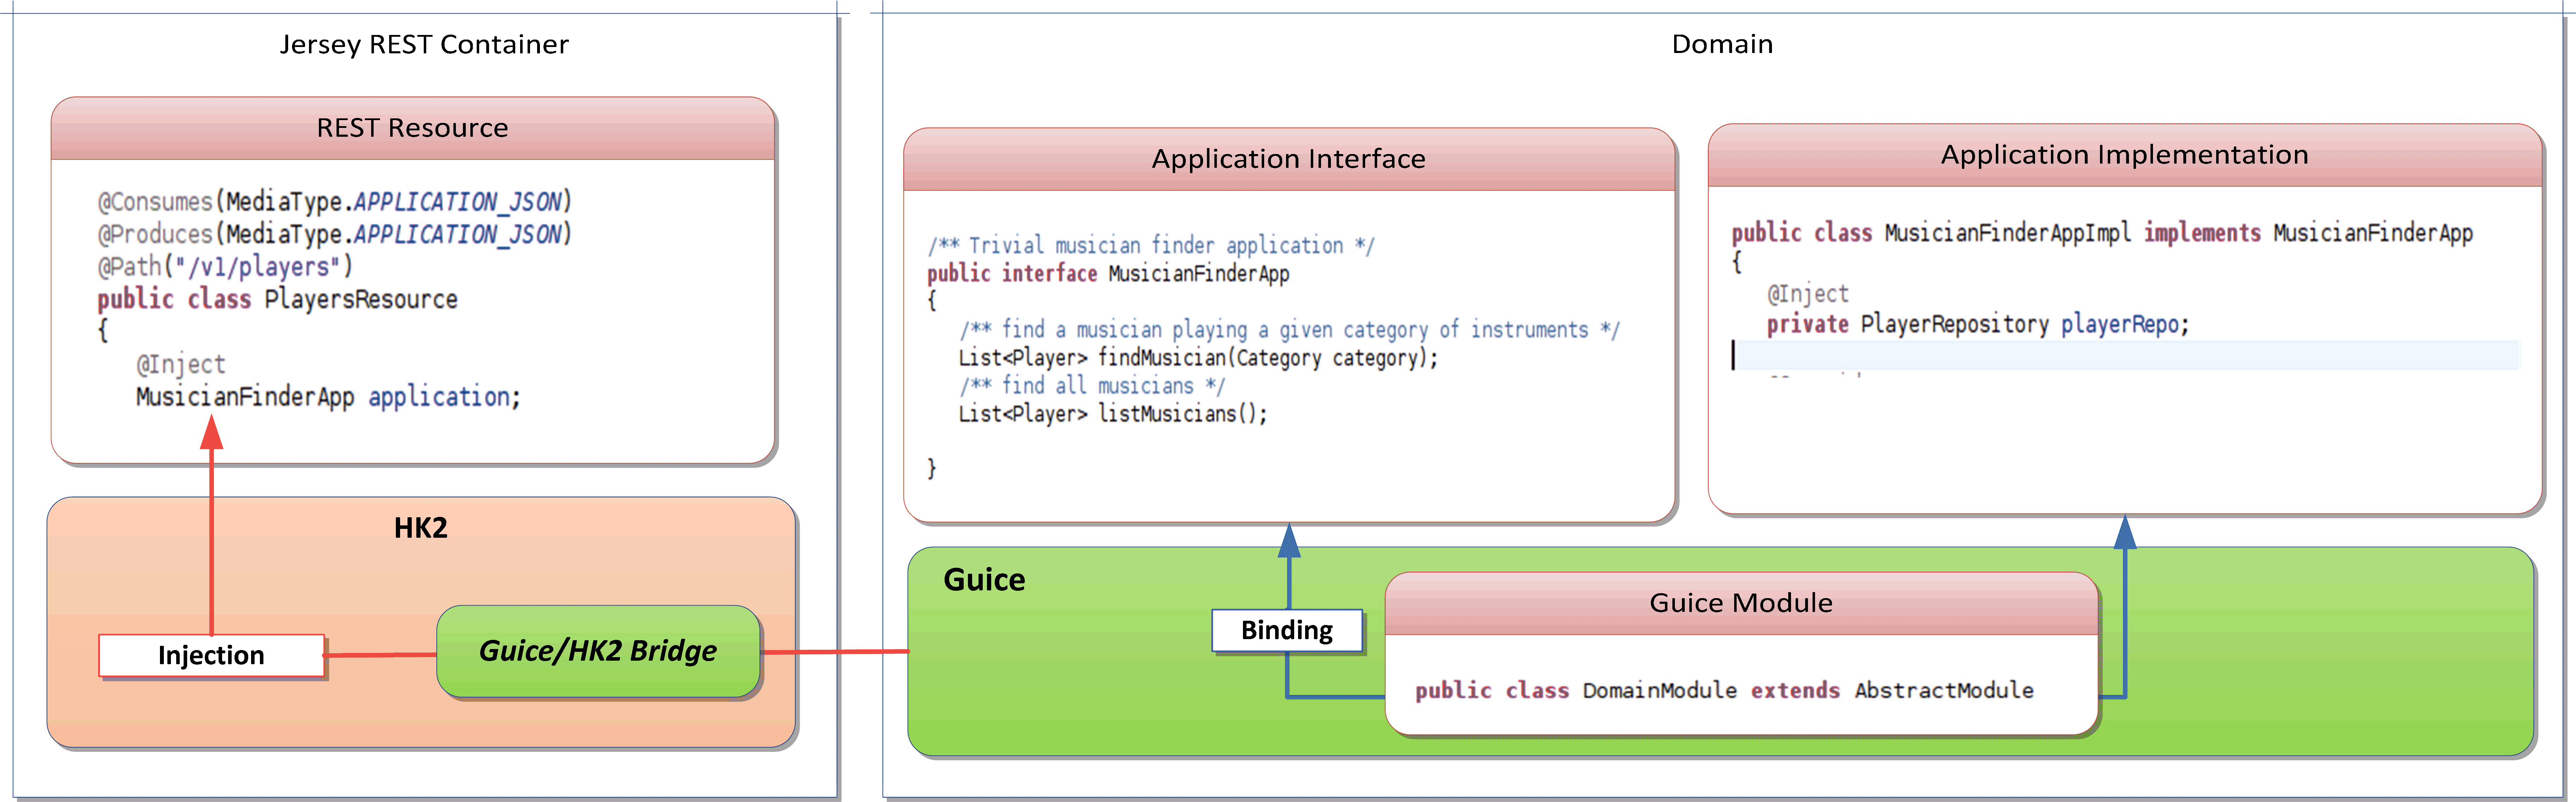 Jersey REST Container
REST Resource
@Consumes(MediaType.APPLICATION_JSON)
@Produces(MediaType.APPLICATION_JSON)
@Path("/v1/players")
public class PlayersResource
{
@Inject
MusicianFinderApp application;
HK2
Injection
Guice/HK2 Bridge
Domain
Application Interface
/** Trivial musician finder application */
public interface MusicianFinderApp
{
/** find a musician playing a given category of instruments */
List<Player> findMusician(Category category);
/** find all musicians */
List<Player> listMusicians();
}
Application Implementation
public class MusicianFinderAppImpl implements MusicianFinderApp
{
@Inject
private PlayerRepository playerRepo;
Guice
Binding
Guice Module
public class DomainModule extends AbstractModule